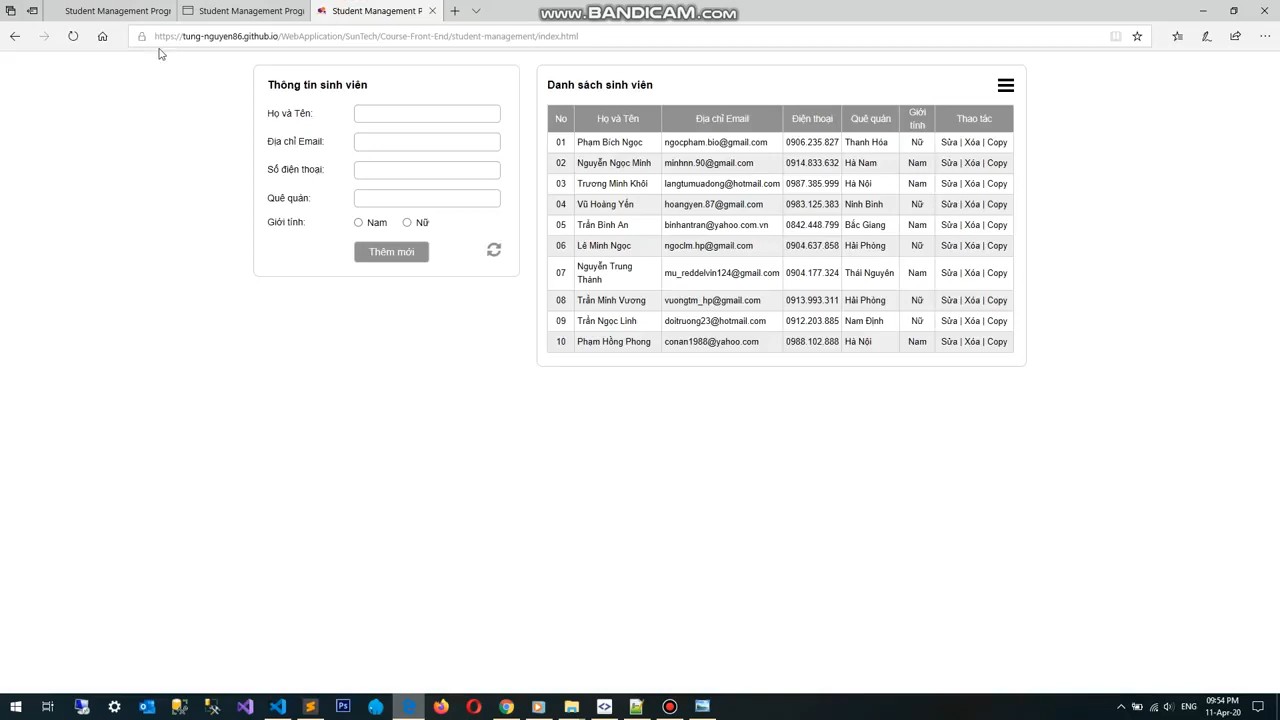 Student Management Prog
Student Management Prog
Student Management P
www.BANDICAM.com
https://tung-nguyen86.github.io/WebApplication/SunTech/Course-Front-End/student-management/index.html
Thông tin sinh viên
Họ và Tên:
Địa chỉ Email:
Số điện thoại:
Quê quán:
Giới tính: Nam Nữ
Thêm mới
Danh sách sinh viên
No Họ và Tên Địa chỉ Email Điện thoại Quê quán Giới tính Thao tác
01 Phạm Bích Ngọc ngocpham.bio@gmail.com 0906.235.827 Thanh Hóa Nữ Sửa | Xóa | Copy
02 Nguyễn Ngọc Minh minhnn.90@gmail.com 0914.833.632 Hà Nam Nam Sửa | Xóa | Copy
03 Trương Minh Khôi langtumuadong@hotmail.com 0987.385.999 Hà Nội Nam Sửa | Xóa | Copy
04 Vũ Hoàng Yến hoangyen.87@gmail.com 0983.125.383 Ninh Bình Nữ Sửa | Xóa | Copy
05 Trần Bình An binhantran@yahoo.com.vn 0842.448.799 Bắc Giang Nam Sửa | Xóa | Copy
06 Lê Minh Ngọc ngoclm.hp@gmail.com 0904.637.858 Hải Phòng Nữ Sửa | Xóa | Copy
07 Nguyễn Trung Thành mu_reddelvin124@gmail.com 0904.177.324 Thái Nguyên Nam Sửa | Xóa | Copy
08 Trần Minh Vương vuongtm_hp@gmail.com 0913.993.311 Hải Phòng Nữ Sửa | Xóa | Copy
09 Trần Ngọc Linh doitruong23@hotmail.com 0912.203.885 Nam Định Nữ Sửa | Xóa | Copy
10 Phạm Hồng Phong conan1988@yahoo.com 0988.102.888 Hà Nội Nam Sửa | Xóa | Copy
ENG
09:54 PM
11-Apr-20